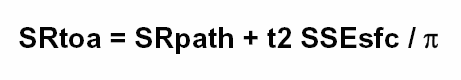 SRtoa = SRpath + t2 SSEsfc / π